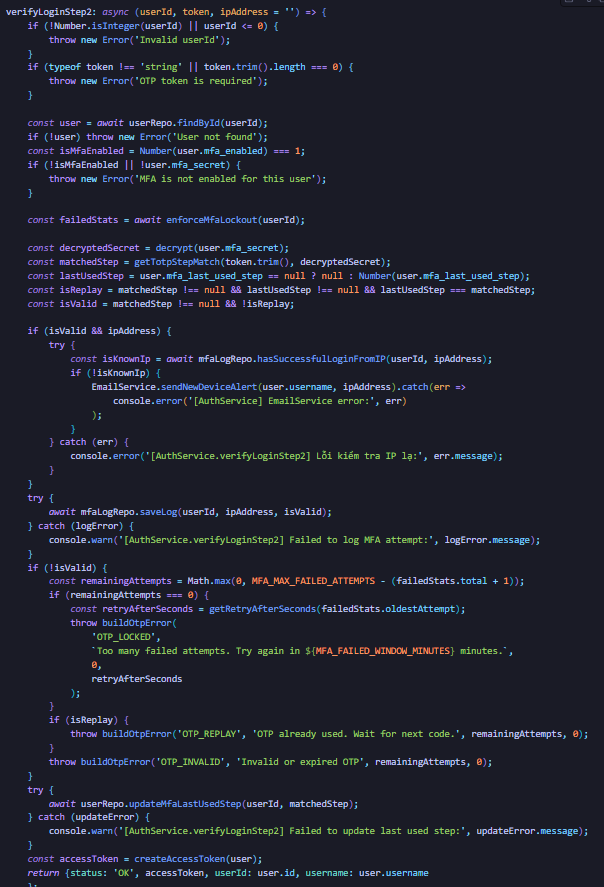 verifyLoginStep2: async (userId, token, ipAddress = '') => {
    if (!Number.isInteger(userId) || userId <= 0) {
        throw new Error('Invalid userId');
    }
    if (typeof token !== 'string' || token.trim().length === 0) {
        throw new Error('OTP token is required');
    }

    const user = await userRepo.findById(userId);
    if (!user) throw new Error('User not found');
    const isMfaEnabled = Number(user.mfa_enabled) === 1;
    if (!isMfaEnabled || !user.mfa_secret) {
        throw new Error('MFA is not enabled for this user');
    }

    const failedStats = await enforceMfaLockout(userId);

    const decryptedSecret = decrypt(user.mfa_secret);
    const matchedStep = getTotpStepMatch(token.trim(), decryptedSecret);
    const lastUsedStep = user.mfa_last_used_step == null ? null : Number(user.mfa_last_used_step);
    const isReplay = matchedStep !== null && lastUsedStep !== null && lastUsedStep === matchedStep;
    const isValid = matchedStep !== null && !isReplay;

    if (isValid && ipAddress) {
        try {
            const isKnownIp = await mfaLogRepo.hasSuccessfulLoginFromIP(userId, ipAddress);
            if (!isKnownIp) {
                EmailService.sendNewDeviceAlert(user.username, ipAddress).catch(err =>
                    console.error('[AuthService] EmailService error:', err)
                );
            }
        } catch (err) {
            console.error('[AuthService.verifyLoginStep2] Lỗi kiểm tra IP lạ:', err.message);
        }
    }
    try {
        await mfaLogRepo.saveLog(userId, ipAddress, isValid);
    } catch (logError) {
        console.warn('[AuthService.verifyLoginStep2] Failed to log MFA attempt:', logError.message);
    }
    if (!isValid) {
        const remainingAttempts = Math.max(0, MFA_MAX_FAILED_ATTEMPTS - (failedStats.total + 1));
        if (remainingAttempts === 0) {
            const retryAfterSeconds = getRetryAfterSeconds(failedStats.oldestAttempt);
            throw buildOtpError(
                'OTP_LOCKED',
                `Too many failed attempts. Try again in ${MFA_FAILED_WINDOW_MINUTES} minutes.`,
                0,
                retryAfterSeconds
            );
        }
        if (isReplay) {
            throw buildOtpError('OTP_REPLAY', 'OTP already used. Wait for next code.', remainingAttempts, 0);
        }
        throw buildOtpError('OTP_INVALID', 'Invalid or expired OTP', remainingAttempts, 0);
    }
    try {
        await userRepo.updateMfaLastUsedStep(userId, matchedStep);
    } catch (updateError) {
        console.warn('[AuthService.verifyLoginStep2] Failed to update last used step:', updateError.message);
    }
    const accessToken = createAccessToken(user);
    return {status: 'OK', accessToken, userId: user.id, username: user.username
    };